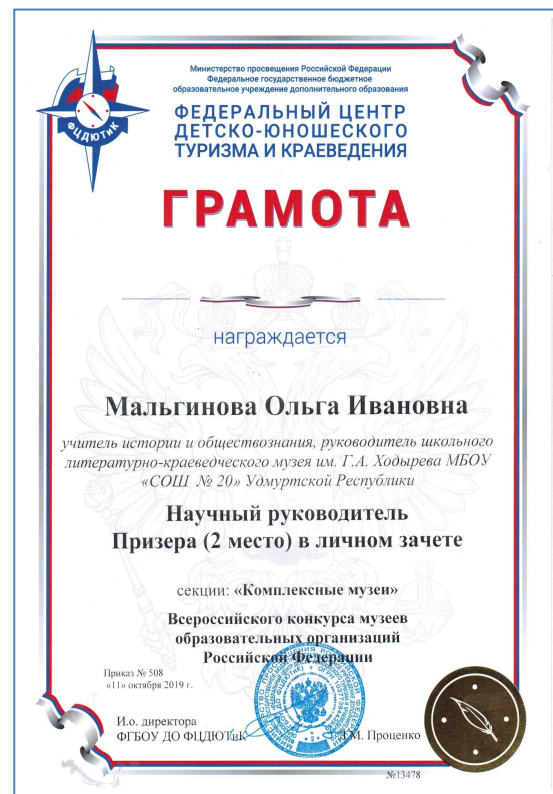 Министерство просвещения Российской Федерации
Федеральное государственное бюджетное
образовательное учреждение дополнительного образования
ФЕДЕРАЛЬНЫЙ ЦЕНТР
ДЕТСКО-ЮНОШЕСКОГО
ТУРИЗМА И КРАЕВЕДЕНИЯ
ФЦДЮТиК
ГРАМОТА
награждается
Мальгинова Ольга Ивановна
учитель истории и обществознания, руководитель школьного
литературно-краеведческого музея им. Г.А. Ходырева МБОУ
«СОШ № 20» Удмуртской Республики
Научный руководитель
Призера (2 место) в личном зачете
секции: «Комплексные музеи»
Всероссийского конкурса музеев
образовательных организаций
Российской Федерации
Приказ № 508
«11» октября 2019 г.
И.о. директора
ФГБОУ ДО ФЦДЮТиК
Проценко
№13478